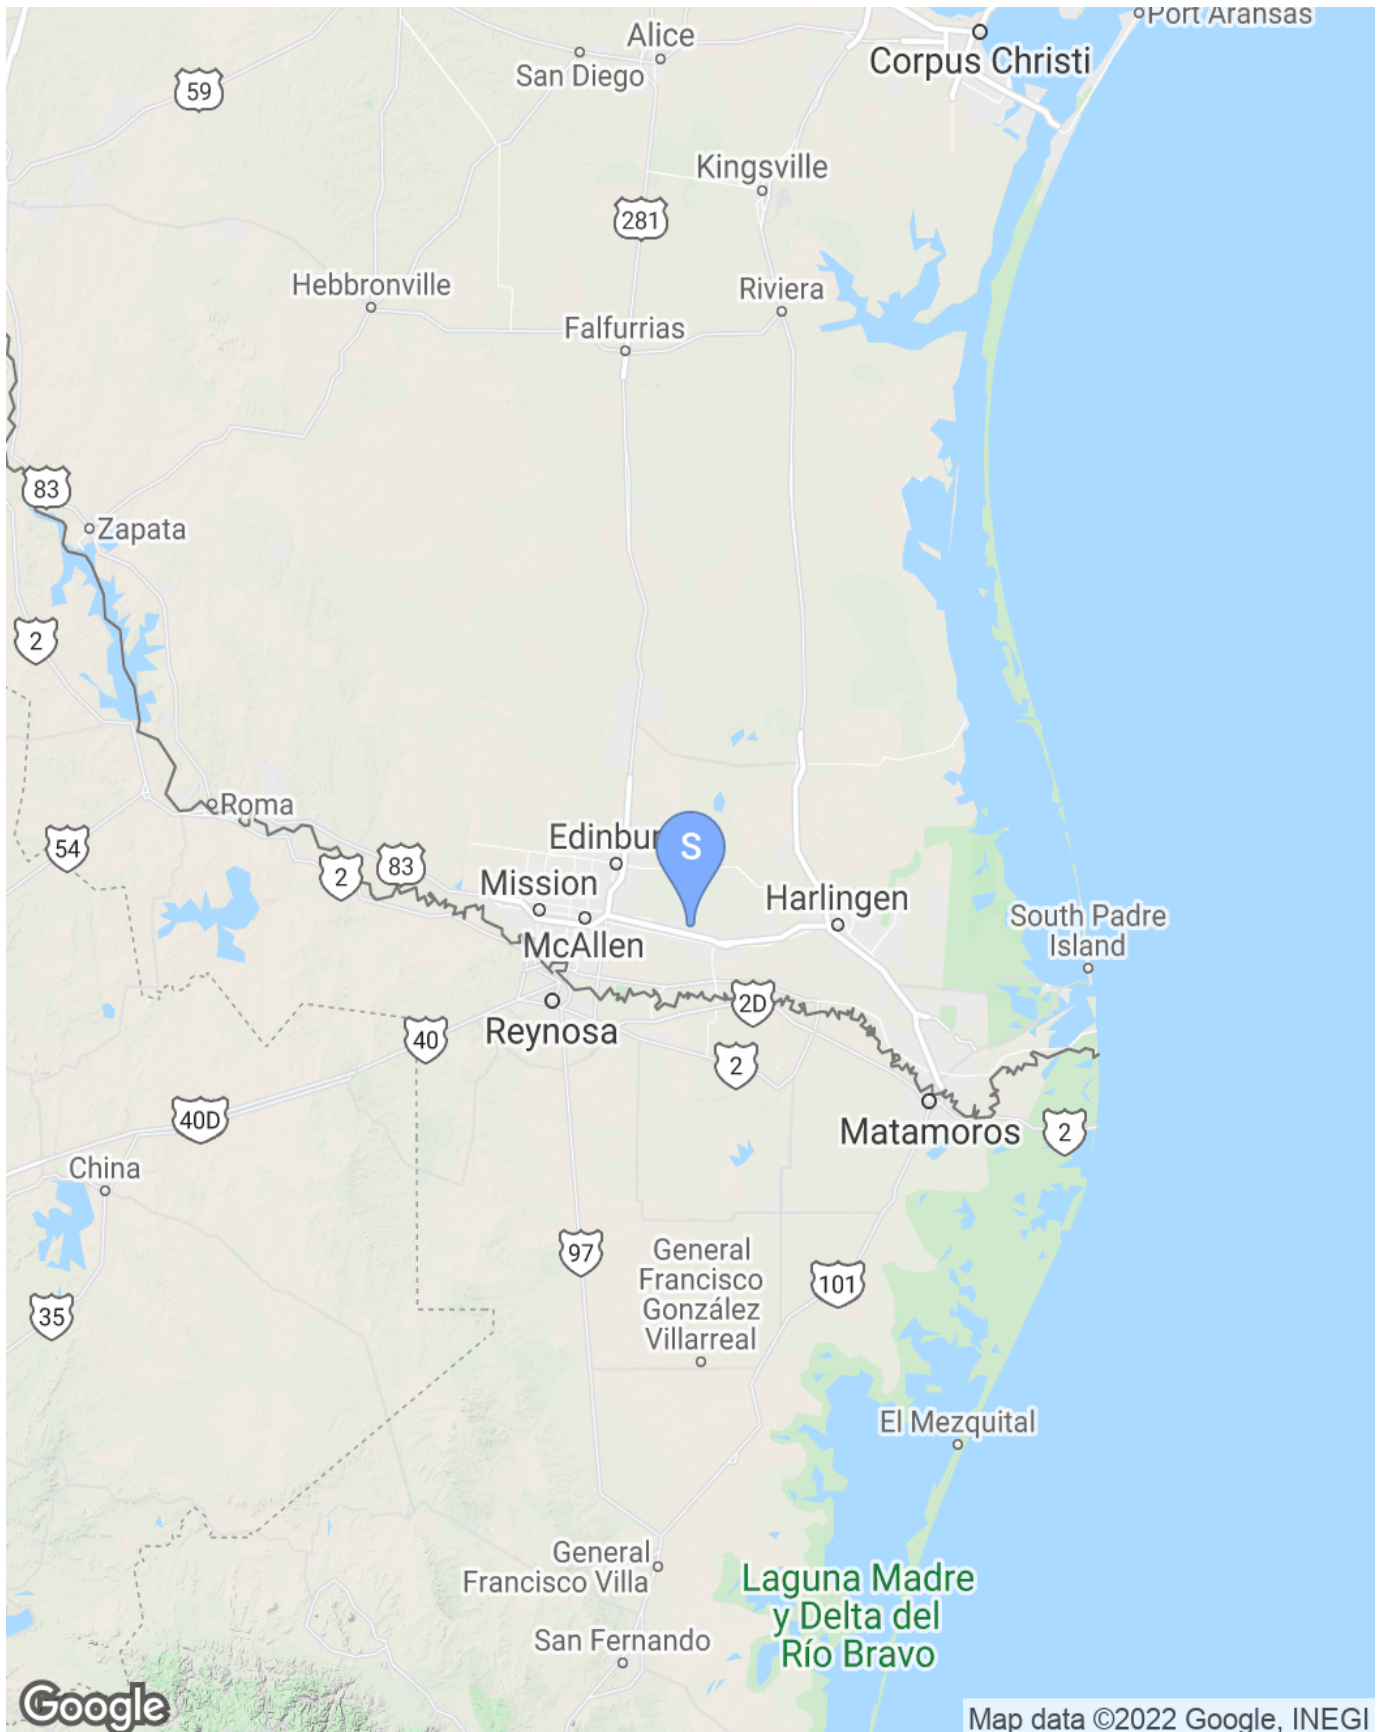 Port Aransas
Alice
Corpus Christi
San Diego
59
Kingsville
281
Hebbronville
Riviera
Falfurrias
83
Zapata
2
Roma
54
Edinbur
S
83
2
Mission
Harlingen
South Padre
Island
McAllen
2D
Reynosa
40
2
40D
Matamoros
2
China
97
General
Francisco
González
Villarreal
101
35
El Mezquital
General
Francisco Villa
Laguna Madre
y Delta del
Río Bravo
San Fernando
Google
Map data ©2022 Google, INEGI